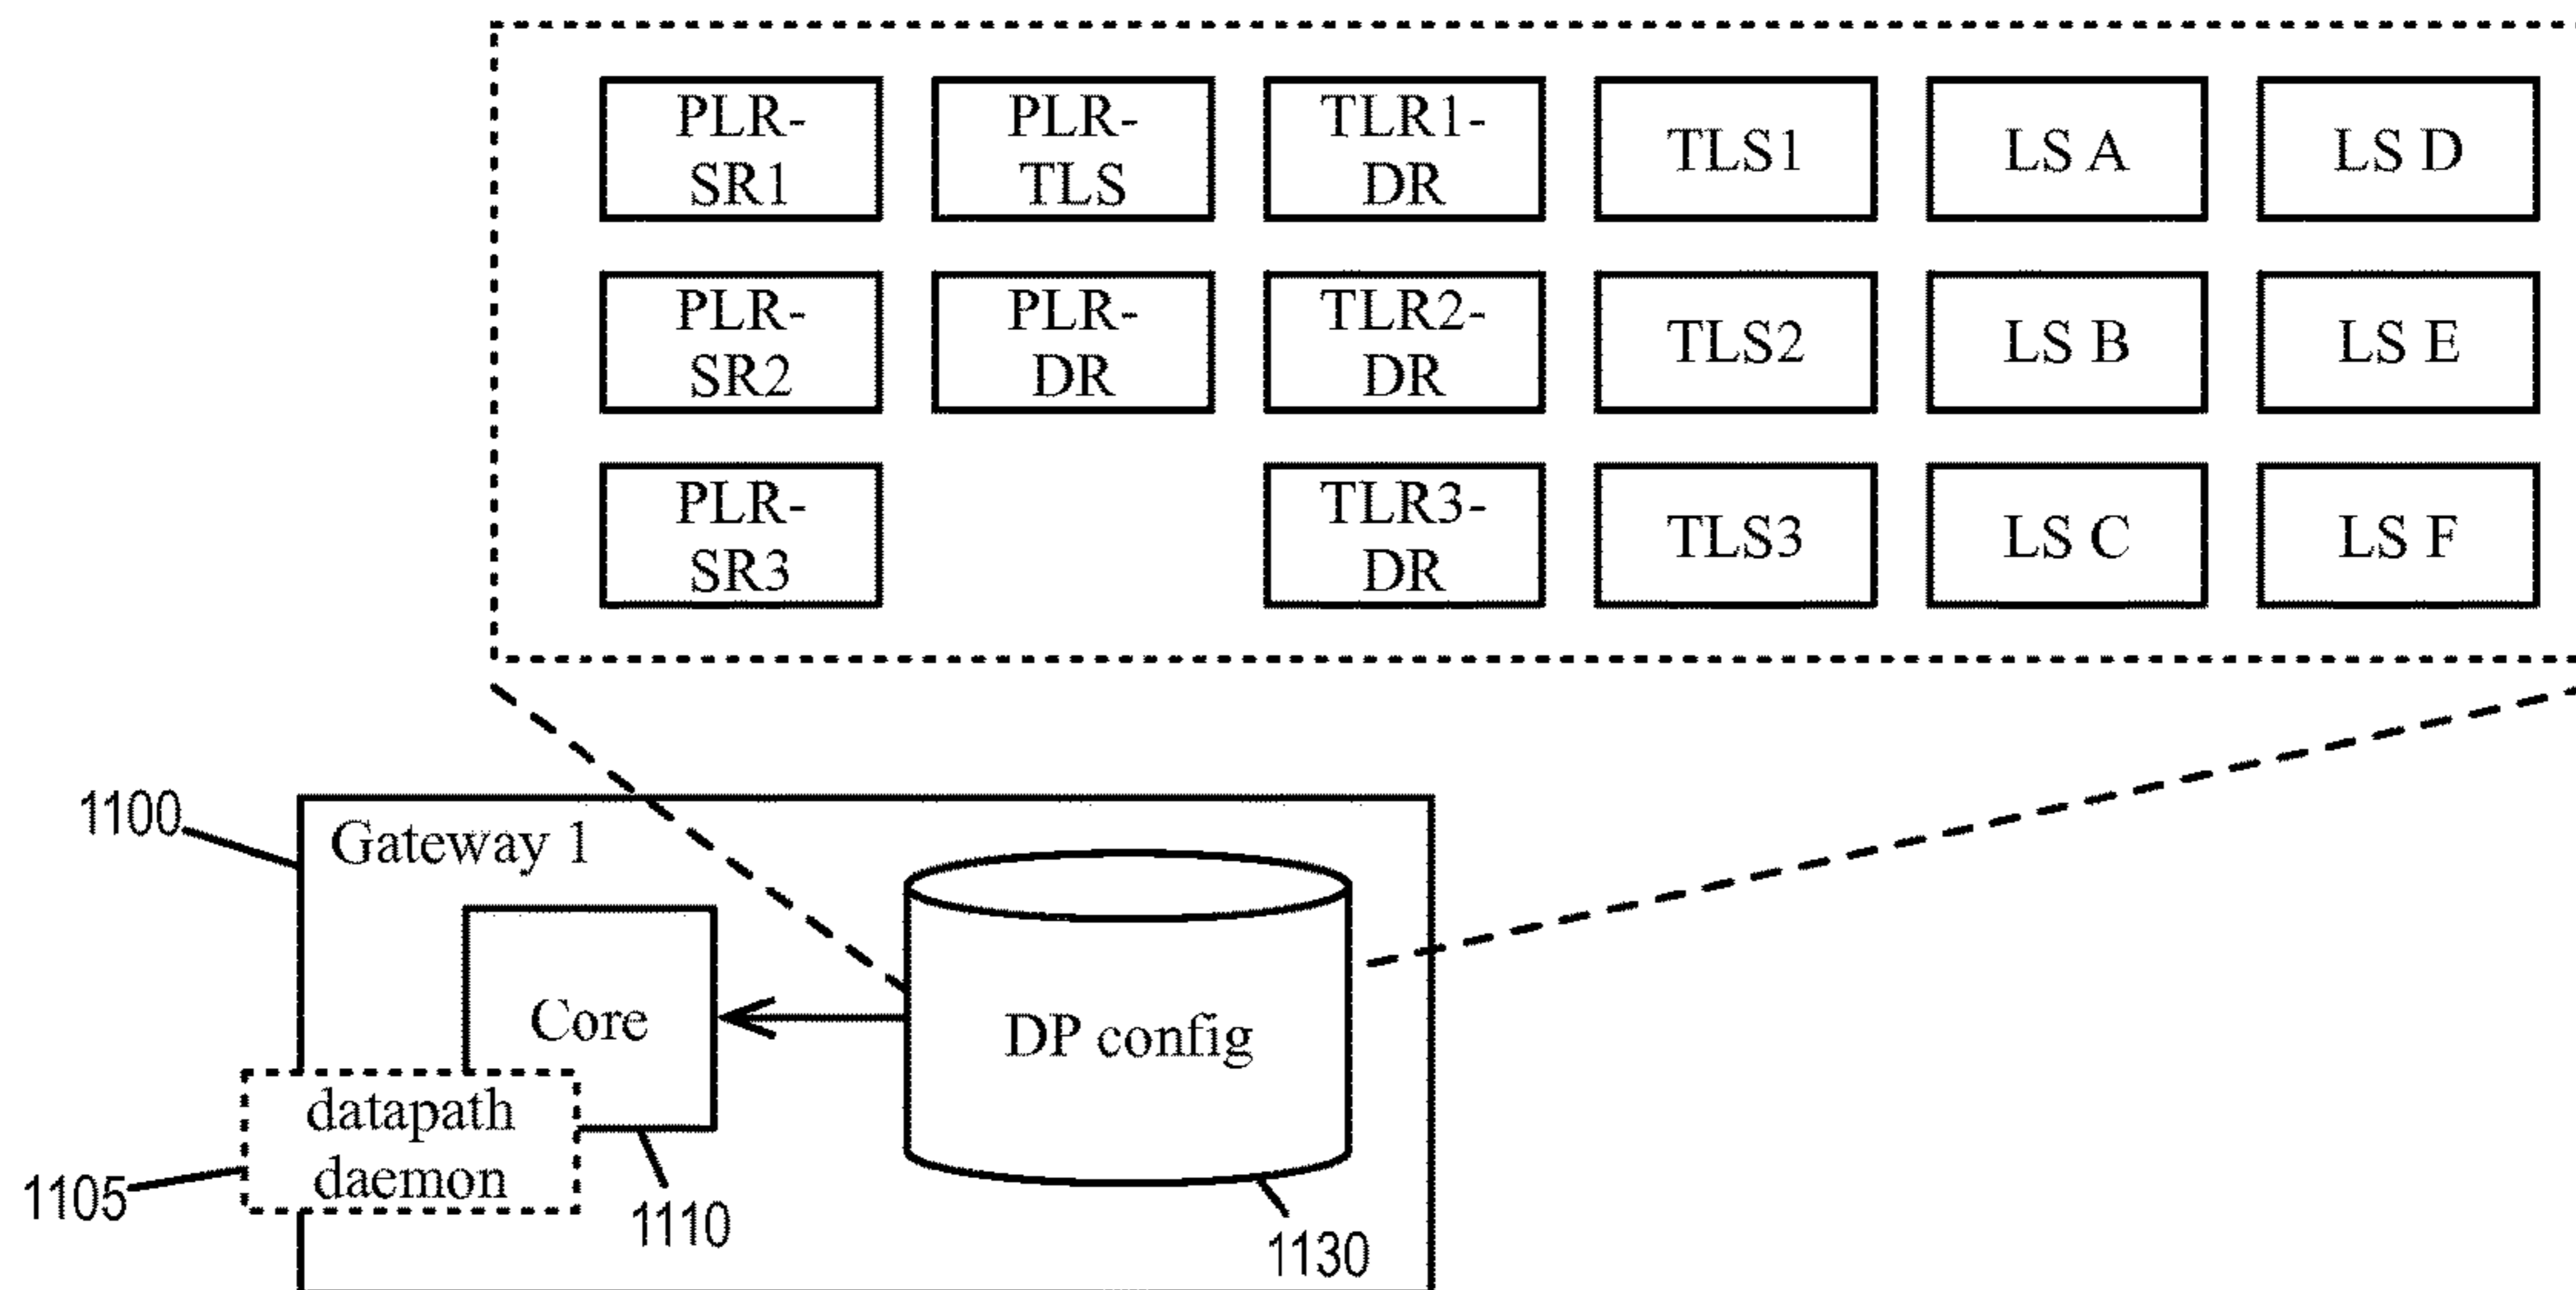 PLR-
SR1
PLR-
TLS
TLR1-
DR
TLS1
LS A
LS D
PLR-
SR2
PLR-
DR
TLR2-
DR
TLS2
LS B
LS E
PLR-
SR3
TLR3-
DR
TLS3
LS C
LS F
1100
Gateway 1
Core
DP config
datapath
daemon
1105
1110
1130